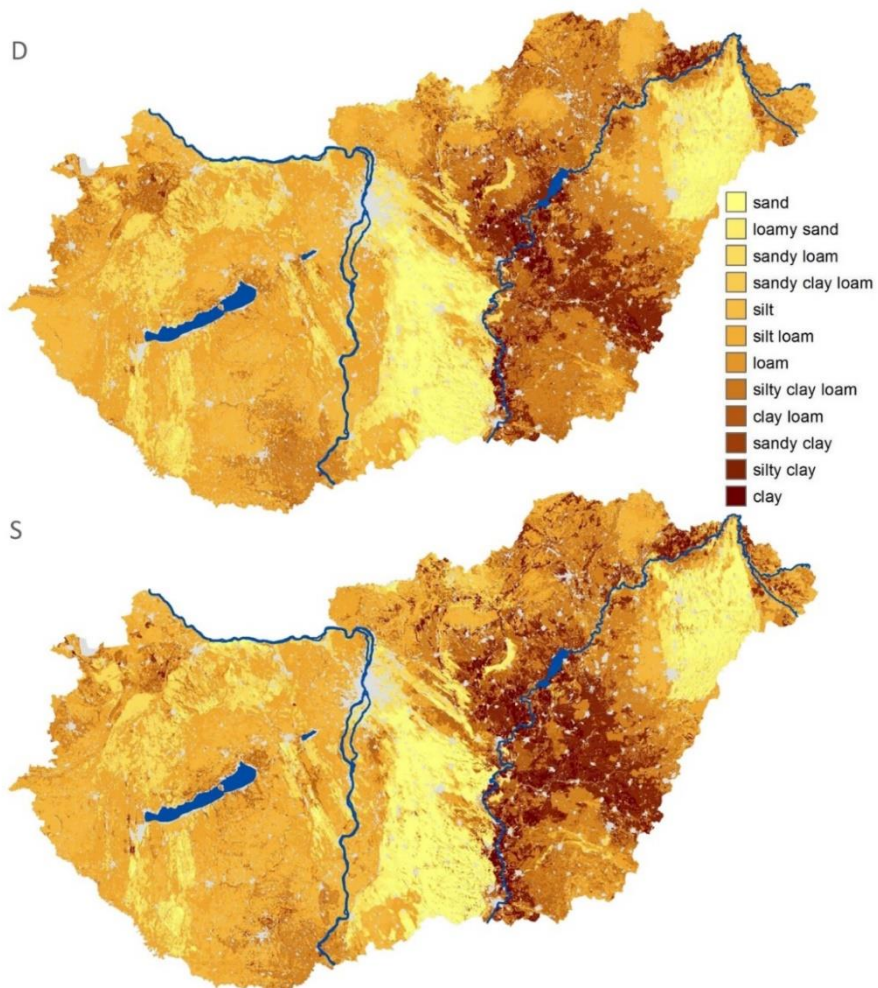 D
sand
loamy sand
sandy loam
sandy clay loam
silt
silt loam
loam
silty clay loam
clay loam
sandy clay
silty clay
clay
S